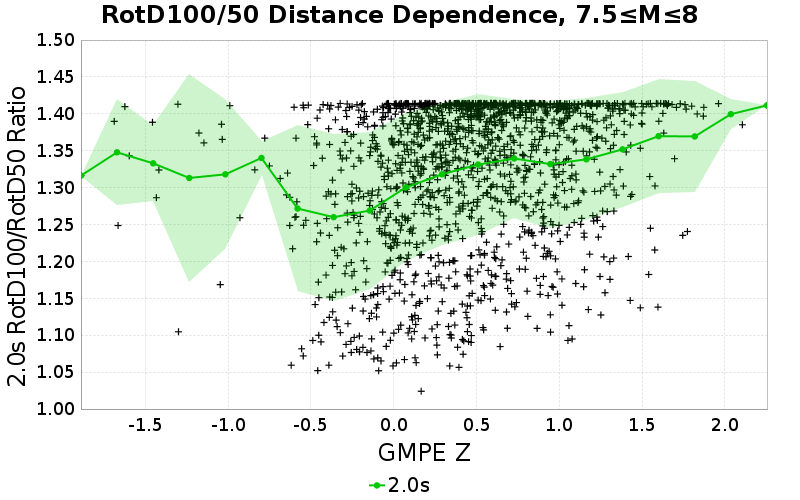 RotD100/50 Distance Dependence, 7.5≤M≤8
2.0s RotD100/RotD50 Ratio
1.50
1.45
1.40
1.35
1.30
1.25
1.20
1.15
1.10
1.05
1.00
-1.5 -1.0 -0.5 0.0 0.5 1.0 1.5 2.0
GMPE Z
2.0s